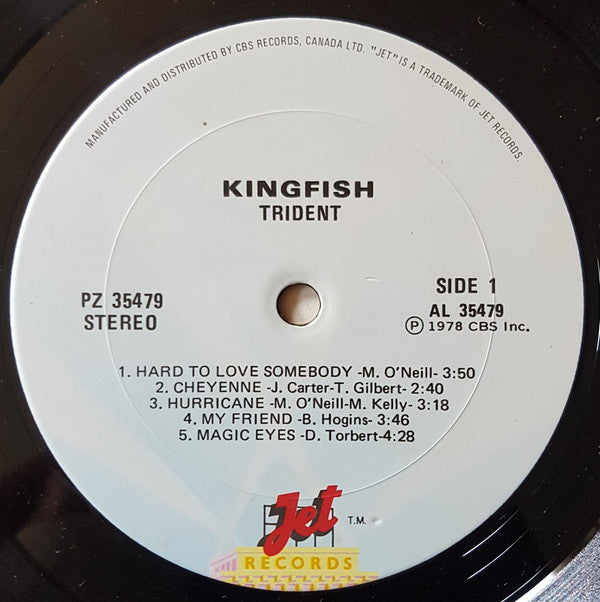 MANUFACTURED AND DISTRIBUTED BY CBS RECORDS, CANADA LTD. "JET" IS A TRADEMARK OF JET RECORDS.
KINGFISH
TRIDENT
PZ 35479
STEREO
SIDE 1
AL 35479
Ⓟ 1978 CBS Inc.
1. HARD TO LOVE SOMEBODY -M. O'Neill- 3:50
2. CHEYENNE -J. Carter-T. Gilbert- 2:40
3. HURRICANE -M. O'Neill-M. Kelly- 3:18
4. MY FRIEND -B. Hogins- 3:46
5. MAGIC EYES -D. Torbert-4:28
Jet T.M.
RECORDS